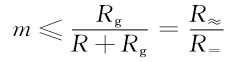 m ⩽ R_g / (R + R_g) = R_≈ / R_=